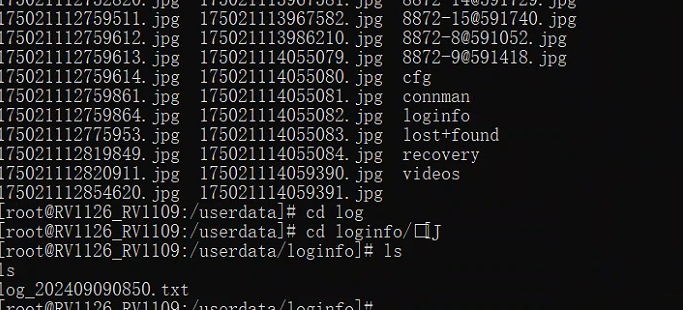 175021112759511.jpg 175021113967582.jpg 8872-15@591740.jpg
175021112759612.jpg 175021113986210.jpg 8872-8@591052.jpg
175021112759613.jpg 175021114055079.jpg 8872-9@591418.jpg
175021112759614.jpg 175021114055080.jpg cfg
175021112759861.jpg 175021114055081.jpg connman
175021112759864.jpg 175021114055082.jpg loginfo
175021112775953.jpg 175021114055083.jpg lost+found
175021112819849.jpg 175021114055084.jpg recovery
175021112820911.jpg 175021114059390.jpg videos
175021112854620.jpg 175021114059391.jpg
[root@RV1126_RV1109:/userdata]# cd log
[root@RV1126_RV1109:/userdata]# cd loginfo/□[J
[root@RV1126_RV1109:/userdata/loginfo]# ls
ls
log_202409090850.txt
[root@RV1126_RV1109:/userdata/loginfo]#